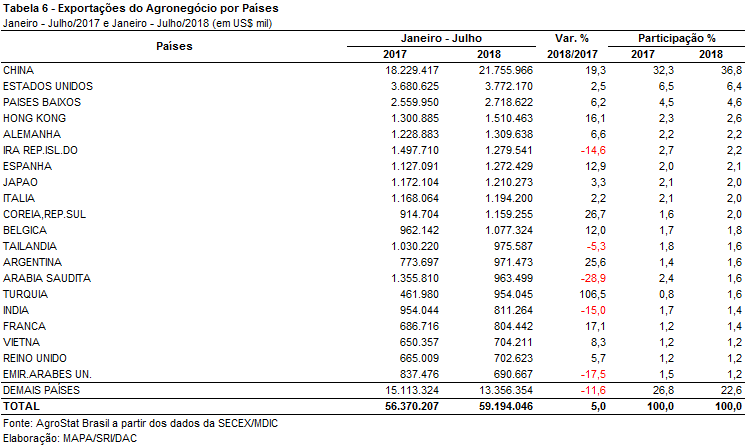 Tabela 6 - Exportações do Agronegócio por Países
Janeiro - Julho/2017 e Janeiro - Julho/2018 (em US$ mil)
Países Janeiro - Julho Var. % Participação %
2017 2018 2018/2017 2017 2018
CHINA 18.229.417 21.755.966 19,3 32,3 36,8
ESTADOS UNIDOS 3.680.625 3.772.170 2,5 6,5 6,4
PAISES BAIXOS 2.559.950 2.718.622 6,2 4,5 4,6
HONG KONG 1.300.885 1.510.463 16,1 2,3 2,6
ALEMANHA 1.228.883 1.309.638 6,6 2,2 2,2
IRA REP.ISL.DO 1.497.710 1.279.541 -14,6 2,7 2,2
ESPANHA 1.127.091 1.272.429 12,9 2,0 2,1
JAPAO 1.172.104 1.210.273 3,3 2,1 2,0
ITALIA 1.168.064 1.194.200 2,2 2,1 2,0
COREIA,REP.SUL 914.704 1.159.255 26,7 1,6 2,0
BELGICA 962.142 1.077.324 12,0 1,7 1,8
TAILANDIA 1.030.220 975.587 -5,3 1,8 1,6
ARGENTINA 773.697 971.473 25,6 1,4 1,6
ARABIA SAUDITA 1.355.810 963.499 -28,9 2,4 1,6
TURQUIA 461.980 954.045 106,5 0,8 1,6
INDIA 954.044 811.264 -15,0 1,7 1,4
FRANCA 686.716 804.442 17,1 1,2 1,4
VIETNA 650.357 704.211 8,3 1,2 1,2
REINO UNIDO 665.009 702.623 5,7 1,2 1,2
EMIR.ARABES UN. 837.476 690.667 -17,5 1,5 1,2
DEMAIS PAÍSES 15.113.324 13.356.354 -11,6 26,8 22,6
TOTAL 56.370.207 59.194.046 5,0 100,0 100,0
Fonte: AgroStat Brasil a partir dos dados da SECEX/MDIC
Elaboração: MAPA/SRI/DAC